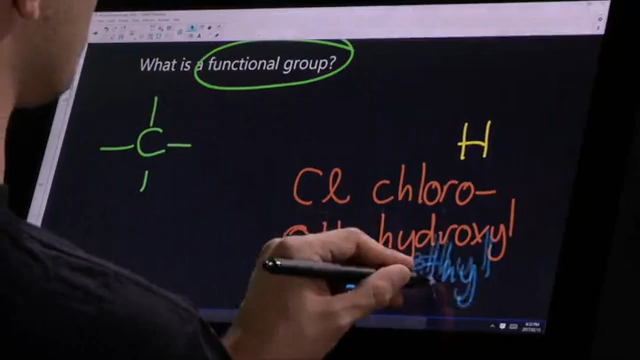 What is a functional group?
C
H
Cl chloro-
hydroxyl